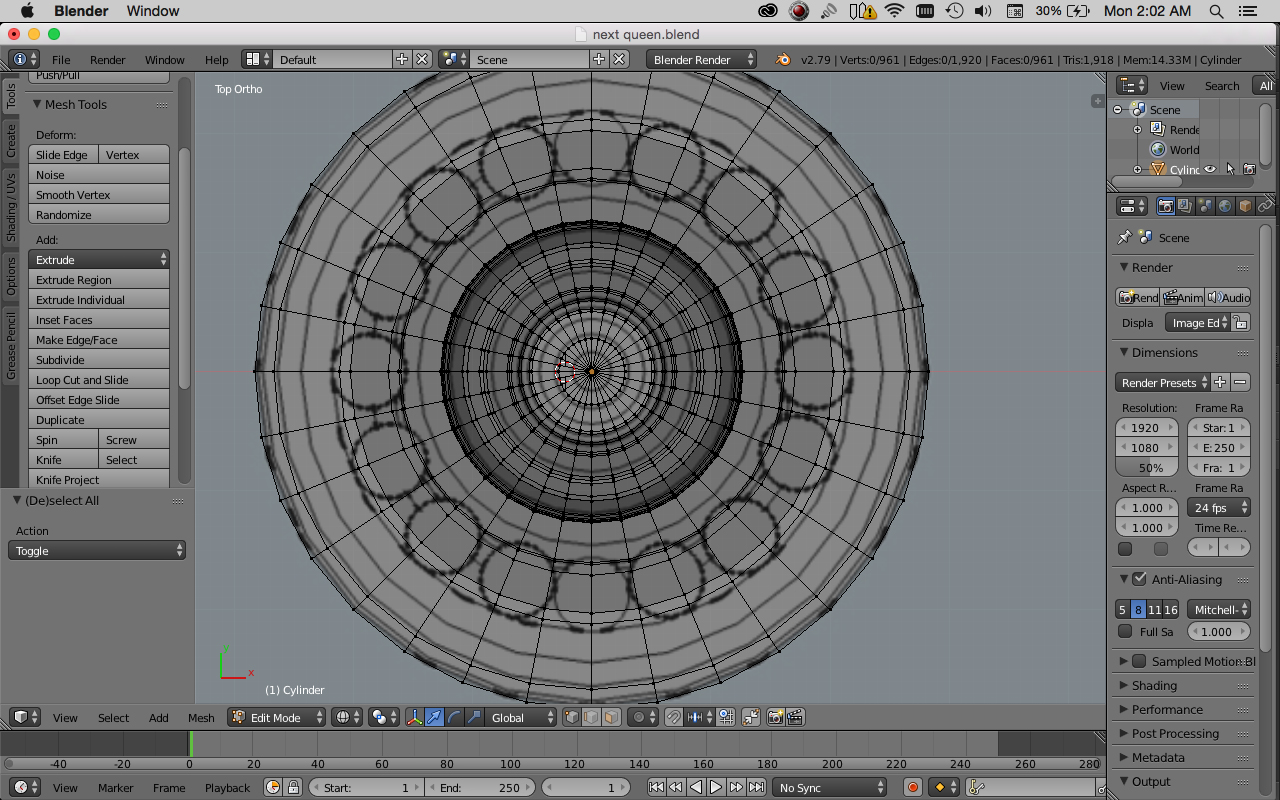 Blender Window 30% Mon 2:02 AM
next queen.blend
File Render Window Help Default Scene Blender Render v2.79 | Verts:0/961 | Edges:0/1,920 | Faces:0/961 | Tris:1,918 | Mem:14.33M | Cylinder
Push/Pull
Mesh Tools
Deform:
Slide Edge Vertex
Noise
Smooth Vertex
Randomize
Add:
Extrude
Extrude Region
Extrude Individual
Inset Faces
Make Edge/Face
Subdivide
Loop Cut and Slide
Offset Edge Slide
Duplicate
Spin Screw
Knife Select
Knife Project
(De)select All
Action
Toggle
Tools
Create
Shading / UVs
Options
Grease Pencil
Top Ortho
y
x
(1) Cylinder
View Search All
Scene
Rende
World
Cylinc
Scene
Render
Rend Anim Audio
Displa Image Ed
Dimensions
Render Presets
Resolution: Frame Ra
1920 Star: 1
1080 E: 250
50% Fra: 1
Aspect R... Frame Ra
1.000 24 fps
1.000 Time Re...
Anti-Aliasing
5 8 11 16 Mitchell-
Full Sa 1.000
Sampled Motion Bl
Shading
Performance
Post Processing
Metadata
Output
View Select Add Mesh Edit Mode Global
-40 -20 0 20 40 60 80 100 120 140 160 180 200 220 240 260 280
View Marker Frame Playback Start: 1 End: 250 1 No Sync